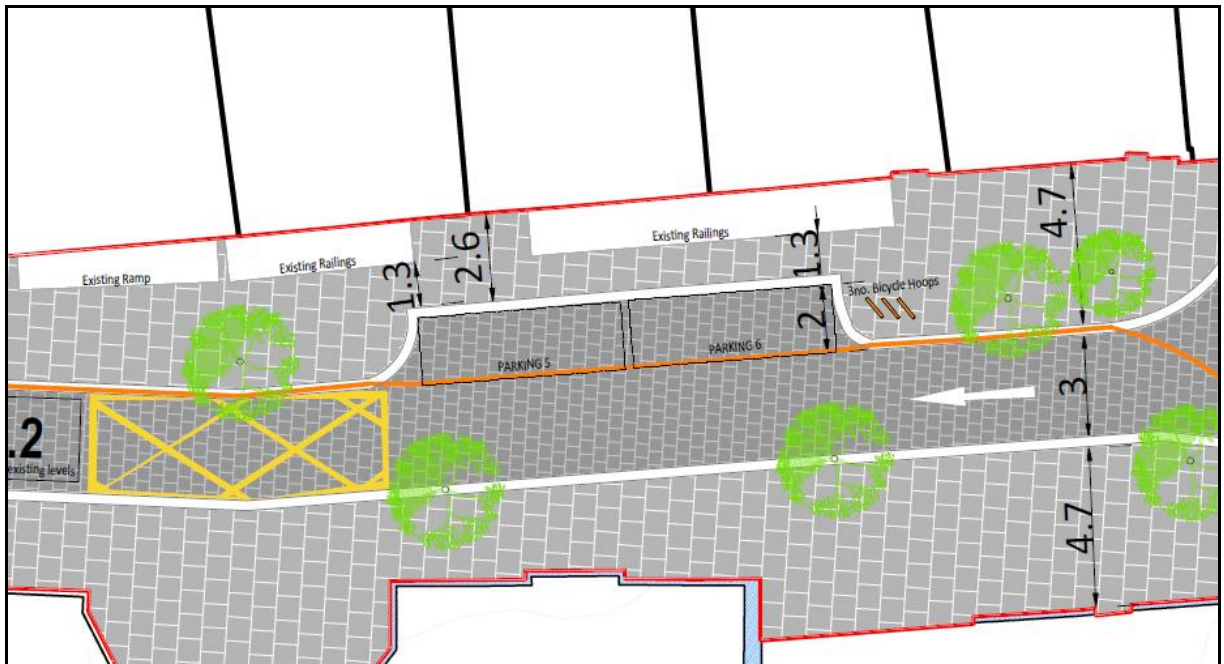 4.7
2.6
Existing Railings
1.3
Existing Railings
Existing Ramp
1.3
3no. Bicycle Hoops
2
PARKING 6
PARKING 5
3
.2
existing levels
4.7